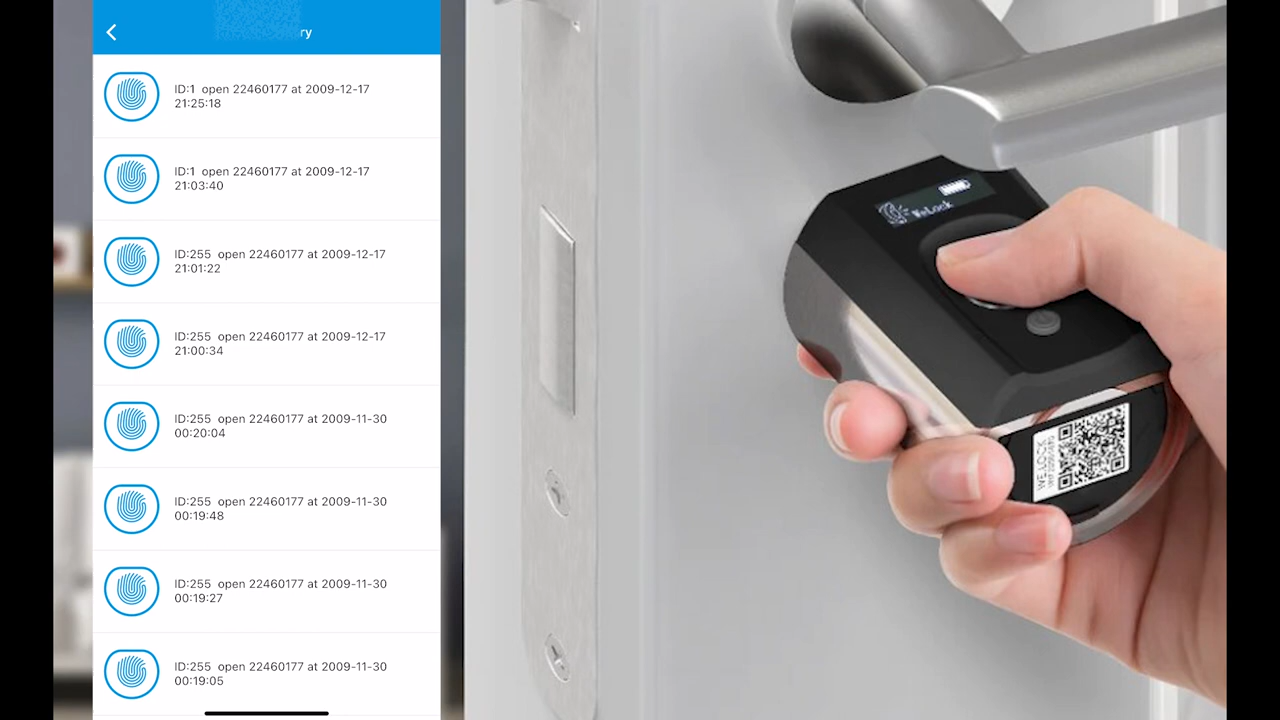 ry
ID:1 open 22460177 at 2009-12-17
21:25:18
ID:1 open 22460177 at 2009-12-17
21:03:40
ID:255 open 22460177 at 2009-12-17
21:01:22
ID:255 open 22460177 at 2009-12-17
21:00:34
ID:255 open 22460177 at 2009-11-30
00:20:04
ID:255 open 22460177 at 2009-11-30
00:19:48
ID:255 open 22460177 at 2009-11-30
00:19:27
ID:255 open 22460177 at 2009-11-30
00:19:05
WeLock
WE.LOCK